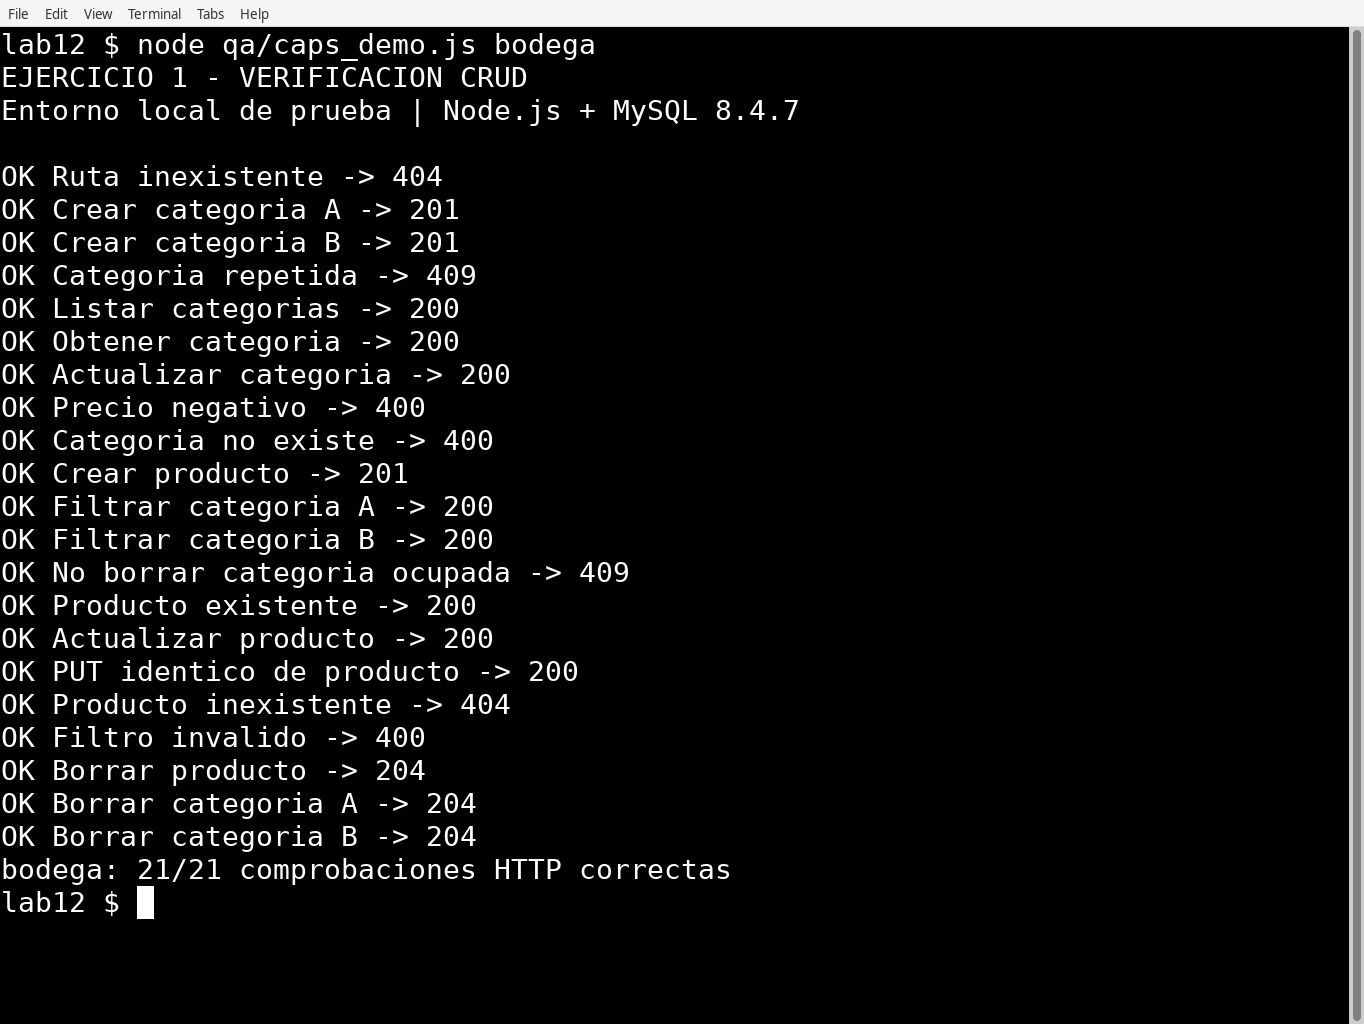 File Edit View Terminal Tabs Help
lab12 $ node qa/caps_demo.js bodega
EJERCICIO 1 - VERIFICACION CRUD
Entorno local de prueba | Node.js + MySQL 8.4.7
OK Ruta inexistente -> 404
OK Crear categoria A -> 201
OK Crear categoria B -> 201
OK Categoria repetida -> 409
OK Listar categorias -> 200
OK Obtener categoria -> 200
OK Actualizar categoria -> 200
OK Precio negativo -> 400
OK Categoria no existe -> 400
OK Crear producto -> 201
OK Filtrar categoria A -> 200
OK Filtrar categoria B -> 200
OK No borrar categoria ocupada -> 409
OK Producto existente -> 200
OK Actualizar producto -> 200
OK PUT identico de producto -> 200
OK Producto inexistente -> 404
OK Filtro invalido -> 400
OK Borrar producto -> 204
OK Borrar categoria A -> 204
OK Borrar categoria B -> 204
bodega: 21/21 comprobaciones HTTP correctas
lab12 $